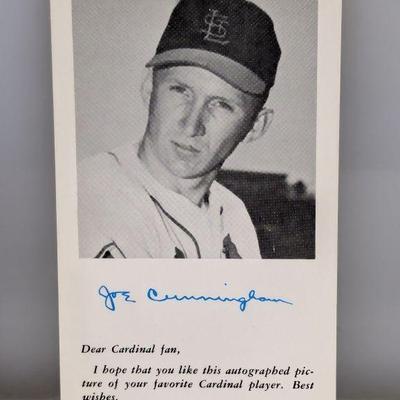 STL
Joe Cunningham
Dear Cardinal fan,
I hope that you like this autographed pic-
ture of your favorite Cardinal player. Best
wishes.